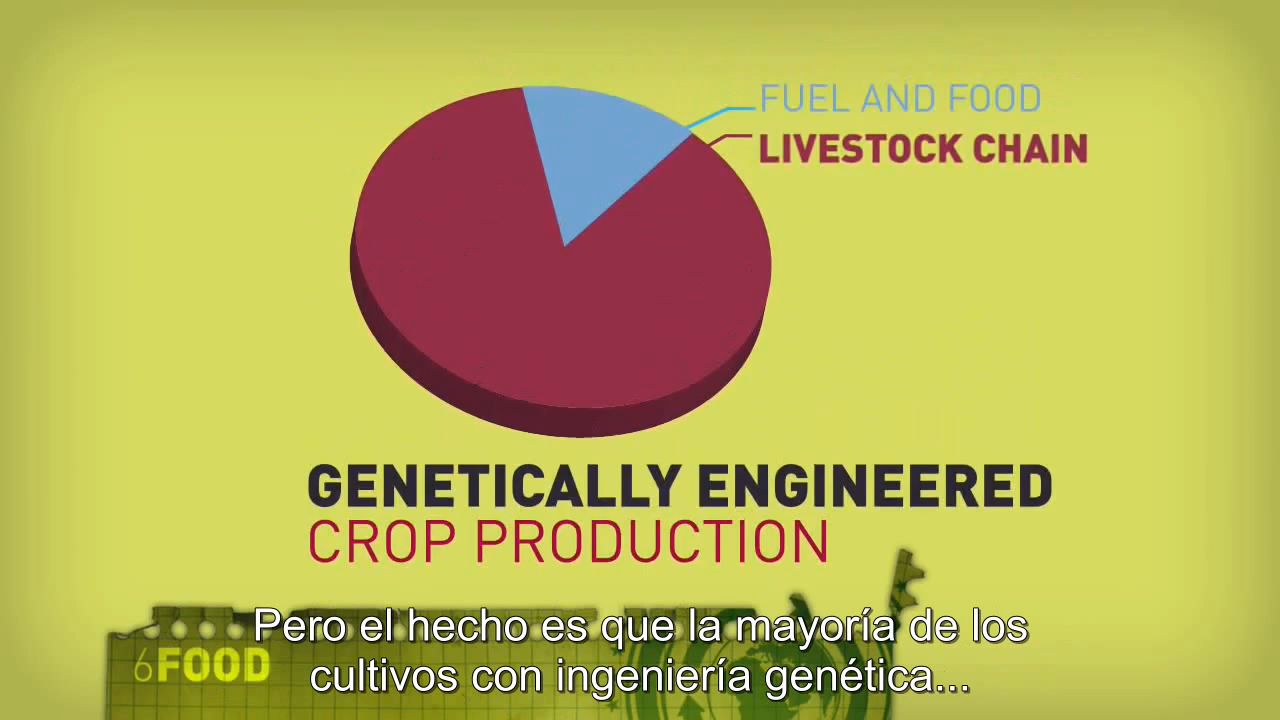 FUEL AND FOOD
LIVESTOCK CHAIN
GENETICALLY ENGINEERED
CROP PRODUCTION
Pero el hecho es que la mayoría de los
cultivos con ingeniería genética...
6FOOD